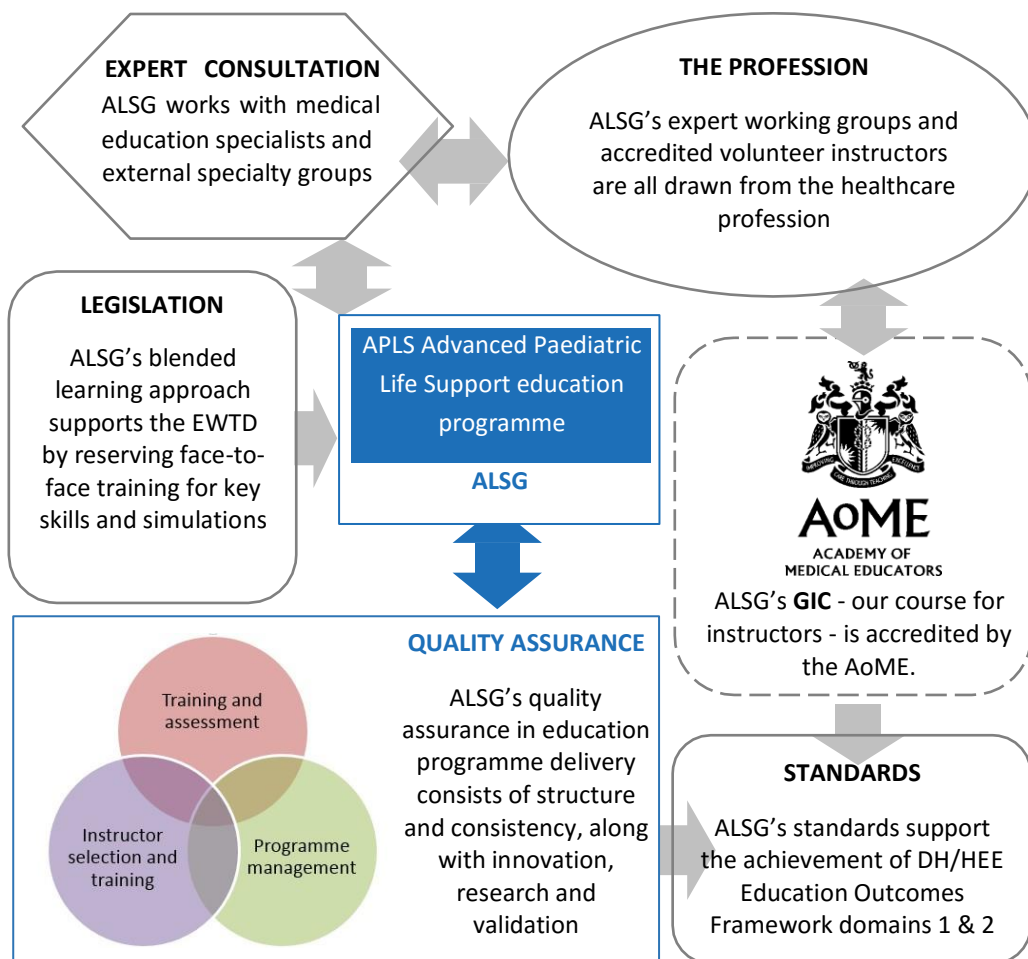 EXPERT CONSULTATION
ALSG works with medical
education specialists and
external specialty groups
THE PROFESSION
ALSG's expert working groups and
accredited volunteer instructors
are all drawn from the healthcare
profession
LEGISLATION
ALSG's blended
learning approach
supports the EWTD
by reserving face-to-
face training for key
skills and simulations
APLS Advanced Paediatric
Life Support education
programme
ALSG
IMPROVING
CARE THROUGH TEACHING
EXCELLENCE
AoME
ACADEMY OF
MEDICAL EDUCATORS
ALSG's GIC - our course for
instructors - is accredited by
the AoME.
QUALITY ASSURANCE
ALSG's quality
assurance in education
programme delivery
consists of structure
and consistency, along
with innovation,
research and
validation
Training and
assessment
Instructor
selection and
training
Programme
management
STANDARDS
ALSG's standards support
the achievement of DH/HEE
Education Outcomes
Framework domains 1 & 2